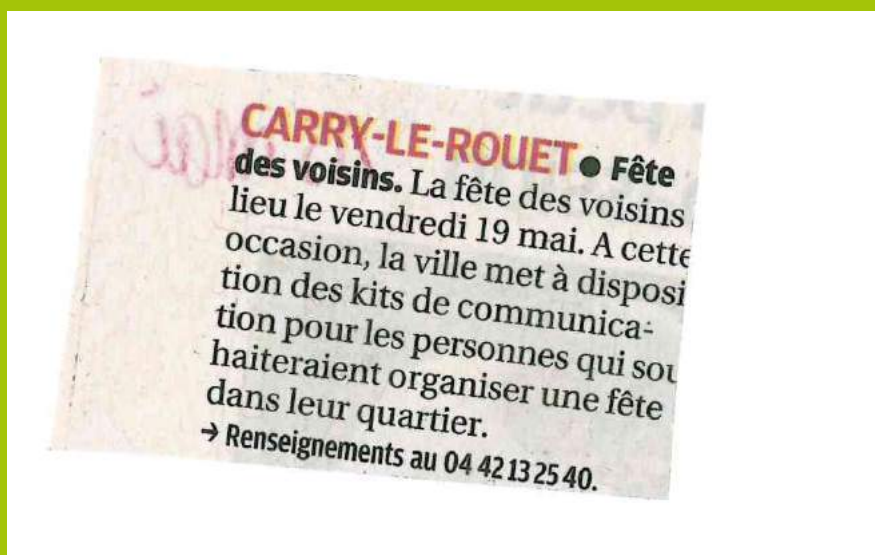 CARRY-LE-ROUET ● Fête
des voisins. La fête des voisins
lieu le vendredi 19 mai. A cette
occasion, la ville met à disposi
tion des kits de communica-
tion pour les personnes qui sou
haiteraient organiser une fête
dans leur quartier.
→ Renseignements au 04 42 13 25 40.